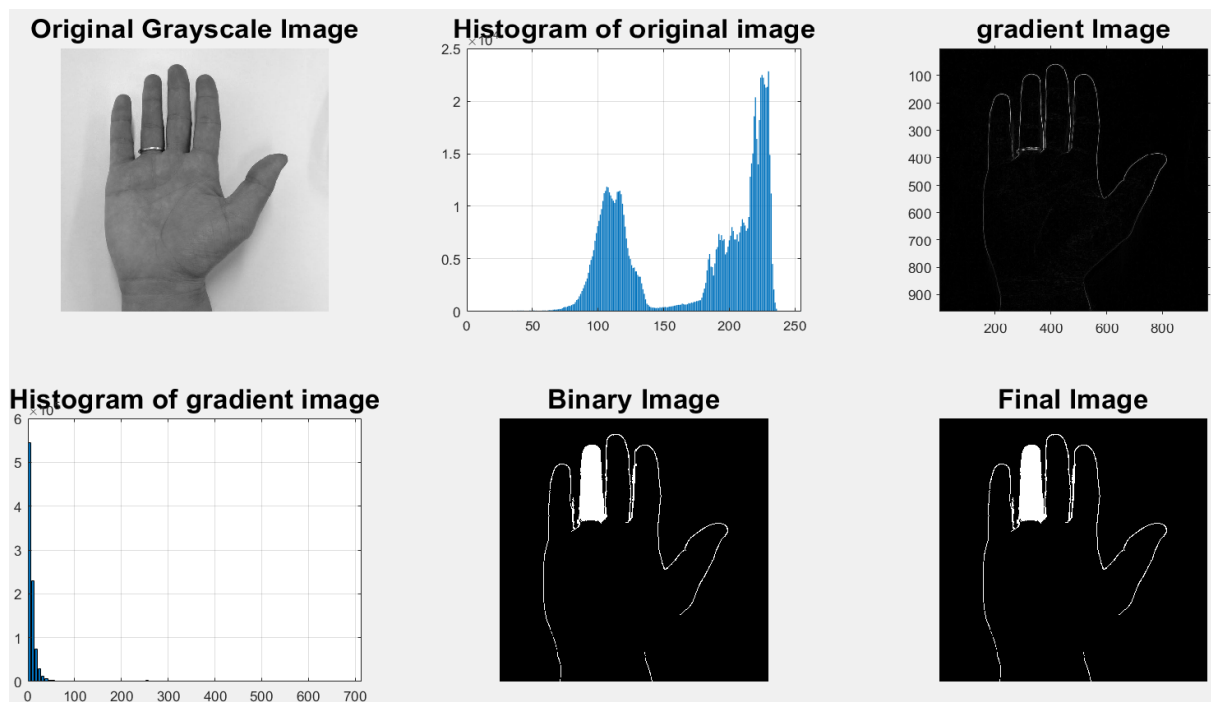 Original Grayscale Image
Histogram of original image
×10
2.5
2
1.5
1
0.5
0
0 50 100 150 200 250
gradient Image
100
200
300
400
500
600
700
800
900
200 400 600 800
Histogram of gradient image
×10
6
5
4
3
2
1
0
0 100 200 300 400 500 600 700
Binary Image
Final Image